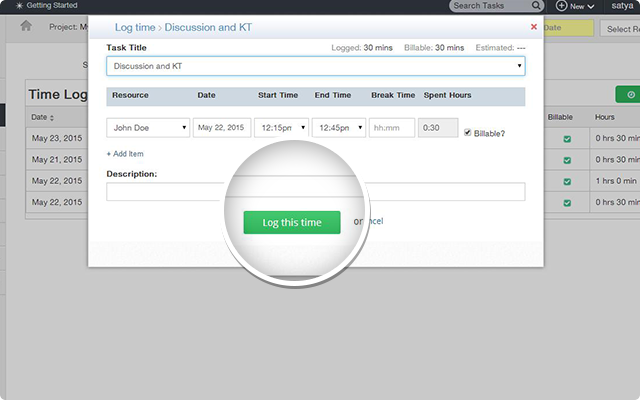 Getting Started
Search Tasks
New
satya
Project: M
Date
Select Re
Log time › Discussion and KT
Task Title
Logged: 30 mins
Billable: 30 mins
Estimated: ---
Discussion and KT
Resource Date Start Time End Time Break Time Spent Hours
John Doe May 22, 2015 12:15pm 12:45pm hh:mm 0:30 Billable?
+ Add Item
Description:
Log this time or
ncel
Time Log
Date
Billable Hours
May 23, 2015 0 hrs 30 min
May 21, 2015 0 hrs 30 min
May 22, 2015 1 hrs 0 min
May 22, 2015 0 hrs 30 min